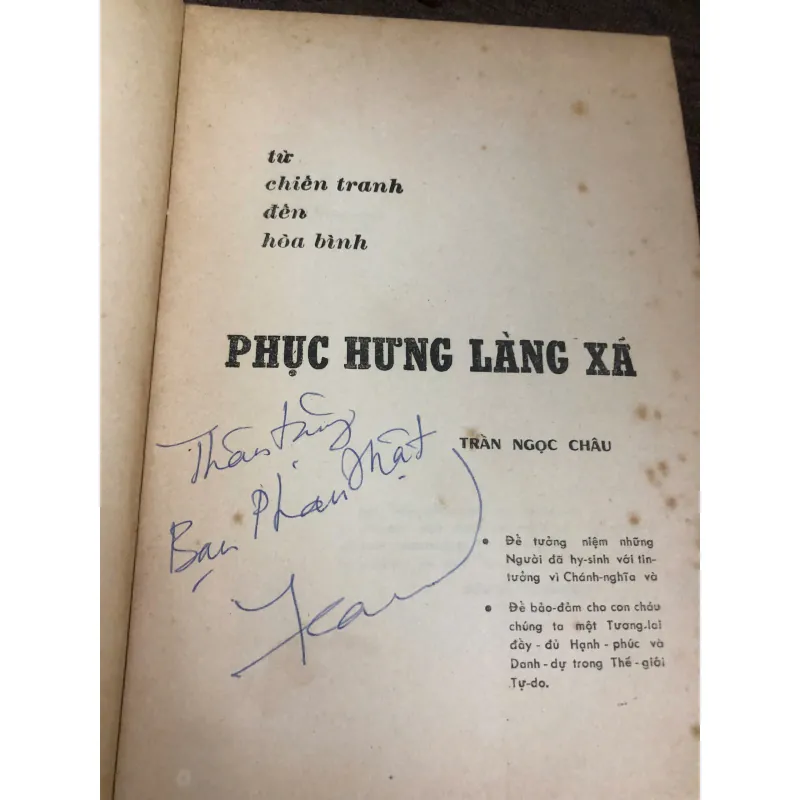 từ
chiến tranh
đến
hòa bình
PHỤC HƯNG LÀNG XÃ
TRẦN NGỌC CHÂU
Thân tặng
Bạn Phan Nhật
• Để tưởng niệm những
Người đã hy-sinh với tin-
tưởng vì Chánh-nghĩa và
• Để bảo-đảm cho con cháu
chúng ta một Tương-lai
đầy-đủ Hạnh-phúc và
Danh-dự trong Thế-giới
Tự-do.